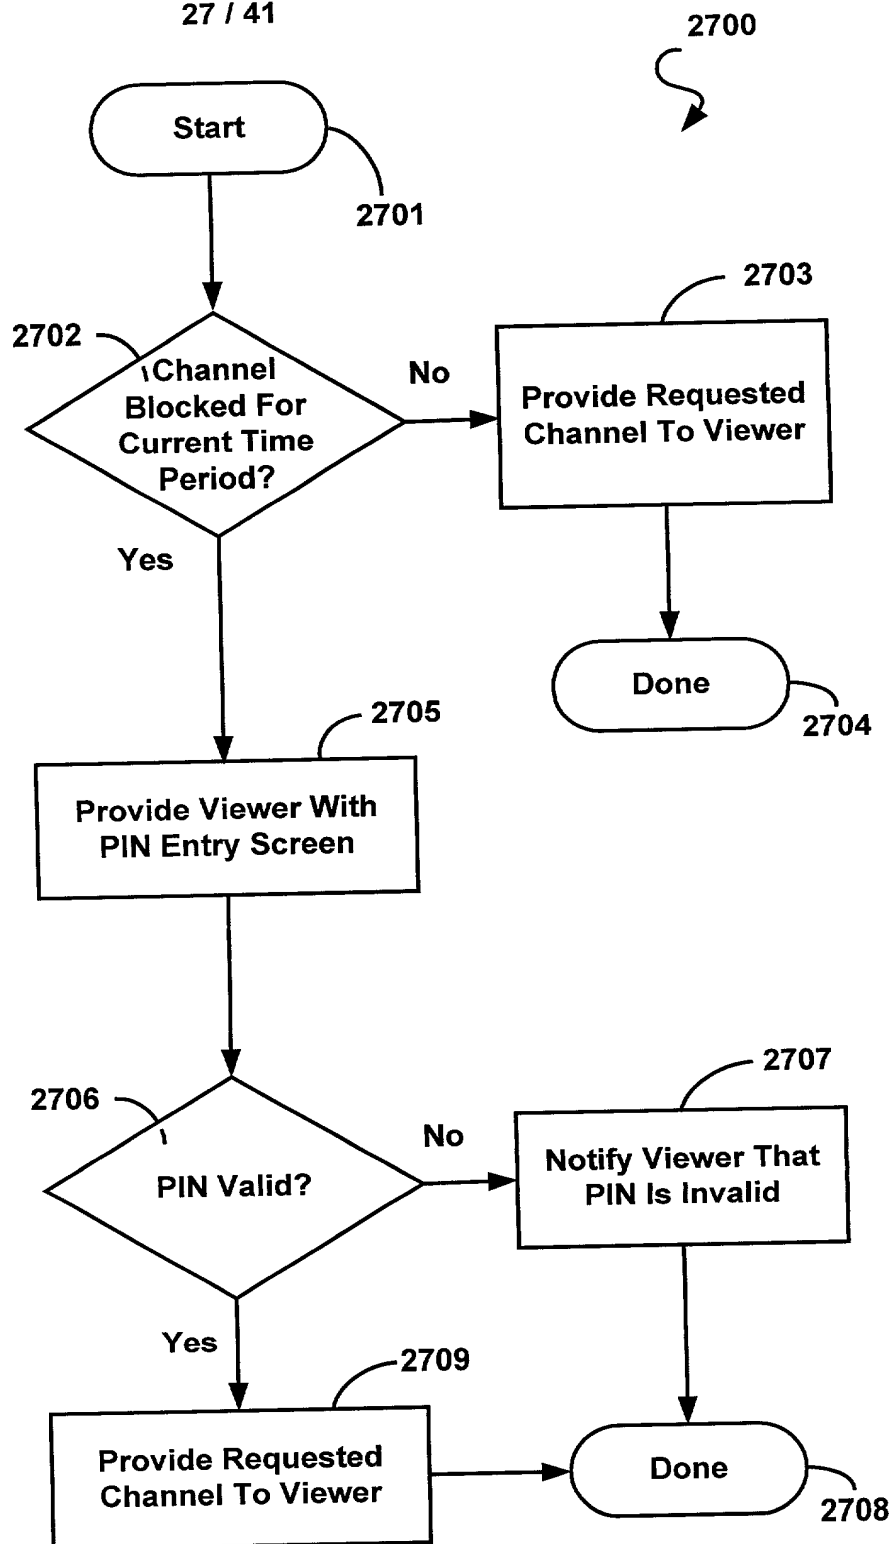 27 / 41
2700
Start
2701
2702
Channel
Blocked For
Current Time
Period?
No
2703
Provide Requested
Channel To Viewer
Yes
Done
2704
2705
Provide Viewer With
PIN Entry Screen
2706
PIN Valid?
No
2707
Notify Viewer That
PIN Is Invalid
Yes
2709
Provide Requested
Channel To Viewer
Done
2708